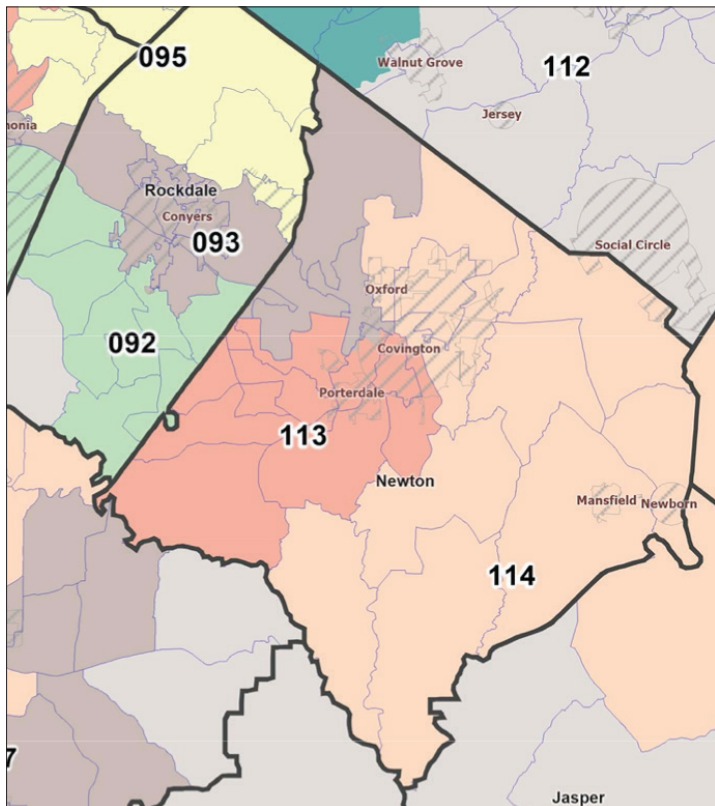 095
Walnut Grove
112
Jersey
onia
Rockdale
Conyers
093
Social Circle
Oxford
092
Covington
Porterdale
113
Newton
Mansfield
Newborn
114
7
Jasper